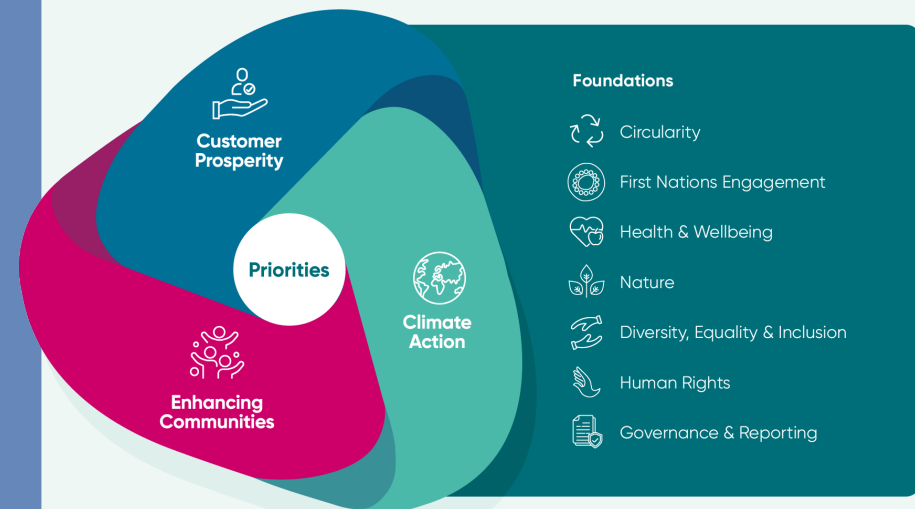 Customer
Prosperity
Priorities
Climate
Action
Enhancing
Communities
Foundations
Circularity
First Nations Engagement
Health & Wellbeing
Nature
Diversity, Equality & Inclusion
Human Rights
Governance & Reporting